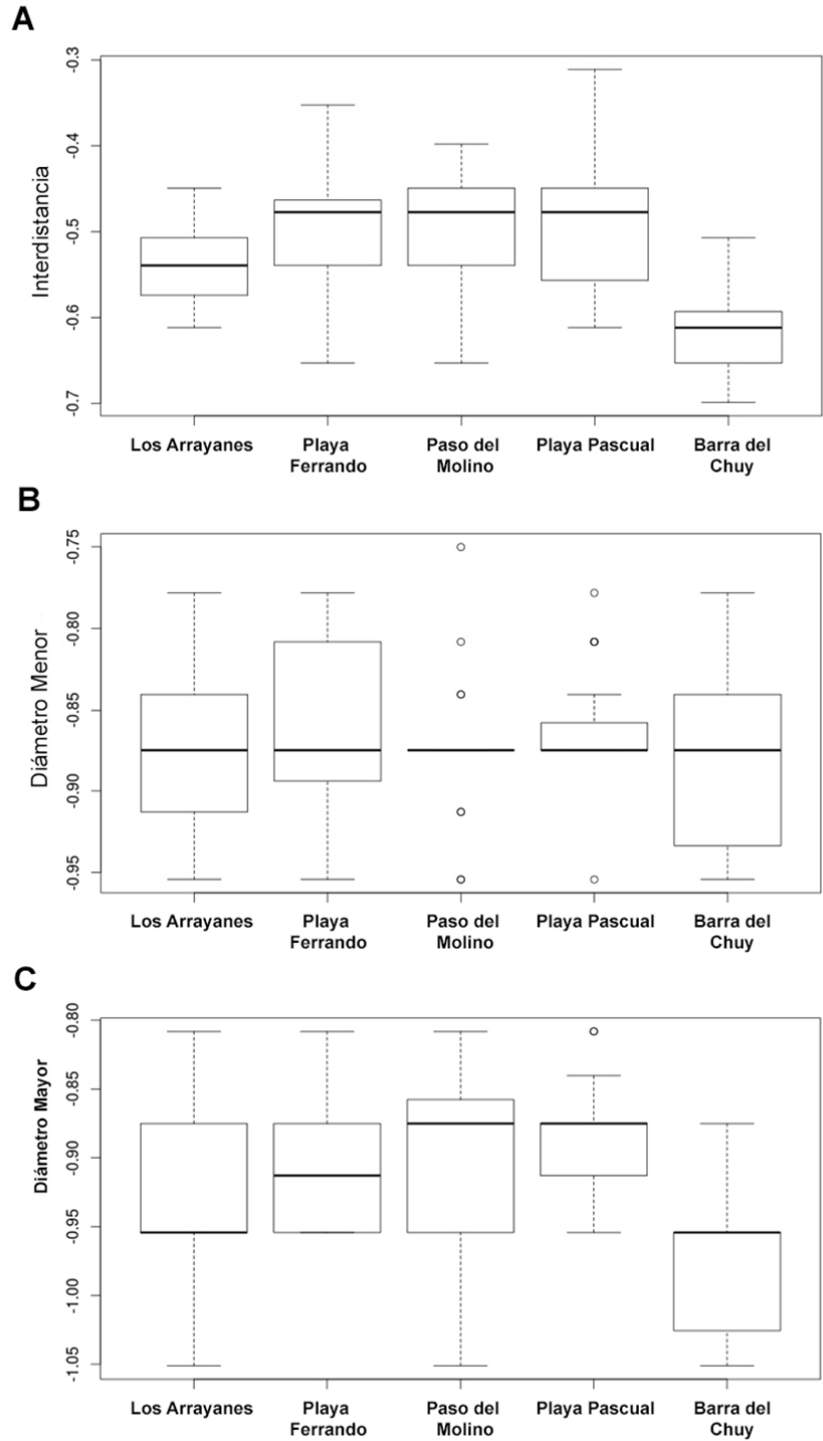 A
Interdistancia
-0.3
-0.4
-0.5
-0.6
-0.7
Los Arrayanes
Playa
Ferrando
Paso del
Molino
Playa Pascual
Barra del
Chuy
B
Diámetro Menor
-0.75
-0.80
-0.85
-0.90
-0.95
Los Arrayanes
Playa
Ferrando
Paso del
Molino
Playa Pascual
Barra del
Chuy
C
Diámetro Mayor
-0.80
-0.85
-0.90
-0.95
-1.00
-1.05
Los Arrayanes
Playa
Ferrando
Paso del
Molino
Playa Pascual
Barra del
Chuy